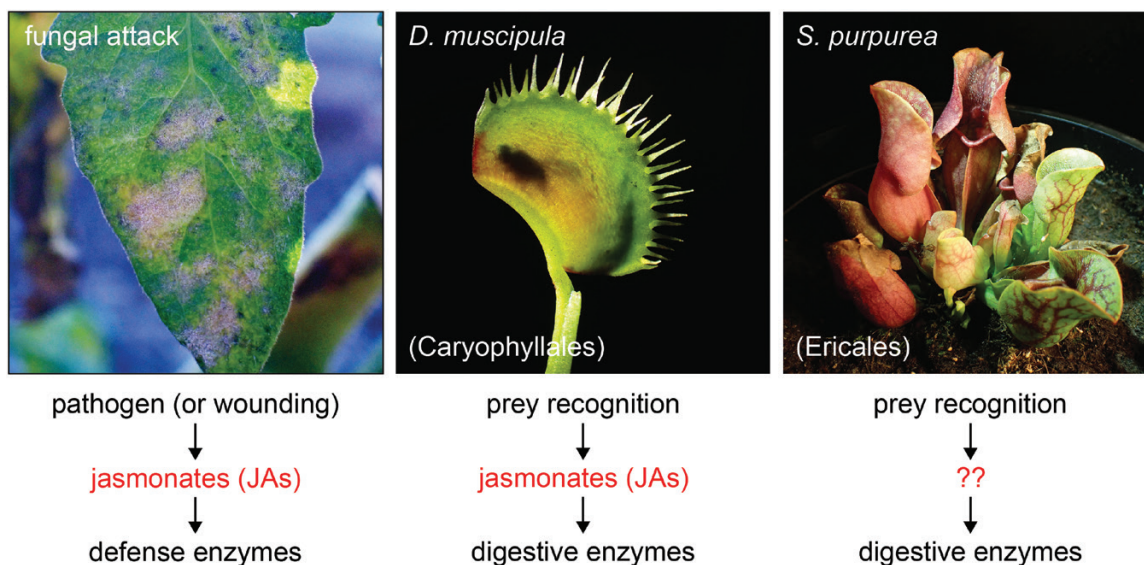 fungal attack
D. muscipula
S. purpurea
(Caryophyllales)
(Ericales)
pathogen (or wounding)
prey recognition
prey recognition
jasmonates (JAs)
jasmonates (JAs)
??
defense enzymes
digestive enzymes
digestive enzymes